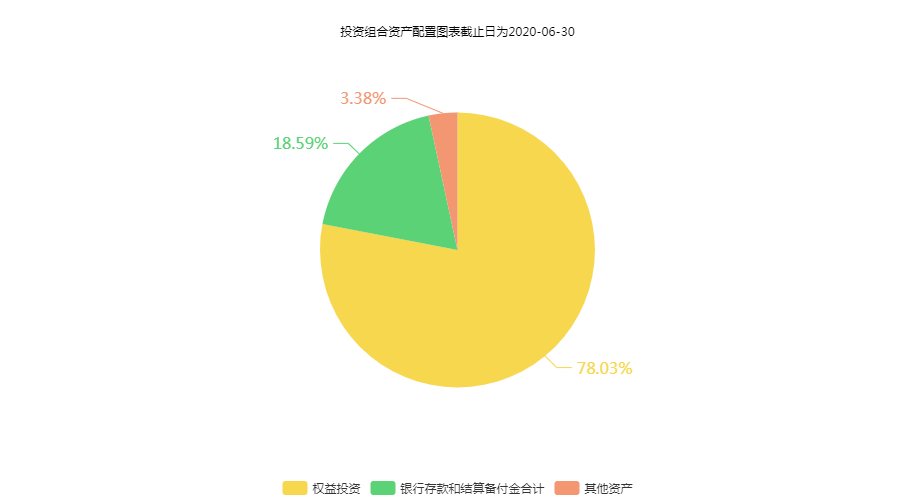 投资组合资产配置图表截止日为2020-06-30
3.38%
18.59%
78.03%
权益投资 银行存款和结算备付金合计 其他资产